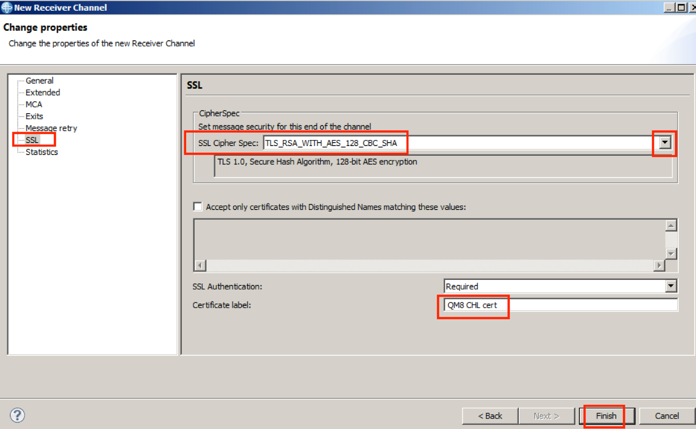 New Receiver Channel
Change properties
Change the properties of the new Receiver Channel
General
Extended
MCA
Exits
Message retry
SSL
Statistics
SSL
CipherSpec
Set message security for this end of the channel
SSL Cipher Spec: TLS_RSA_WITH_AES_128_CBC_SHA
TLS 1.0, Secure Hash Algorithm, 128-bit AES encryption
Accept only certificates with Distinguished Names matching these values:
SSL Authentication: Required
Certificate label: QM8 CHL cert
? < Back Next > Finish Cancel